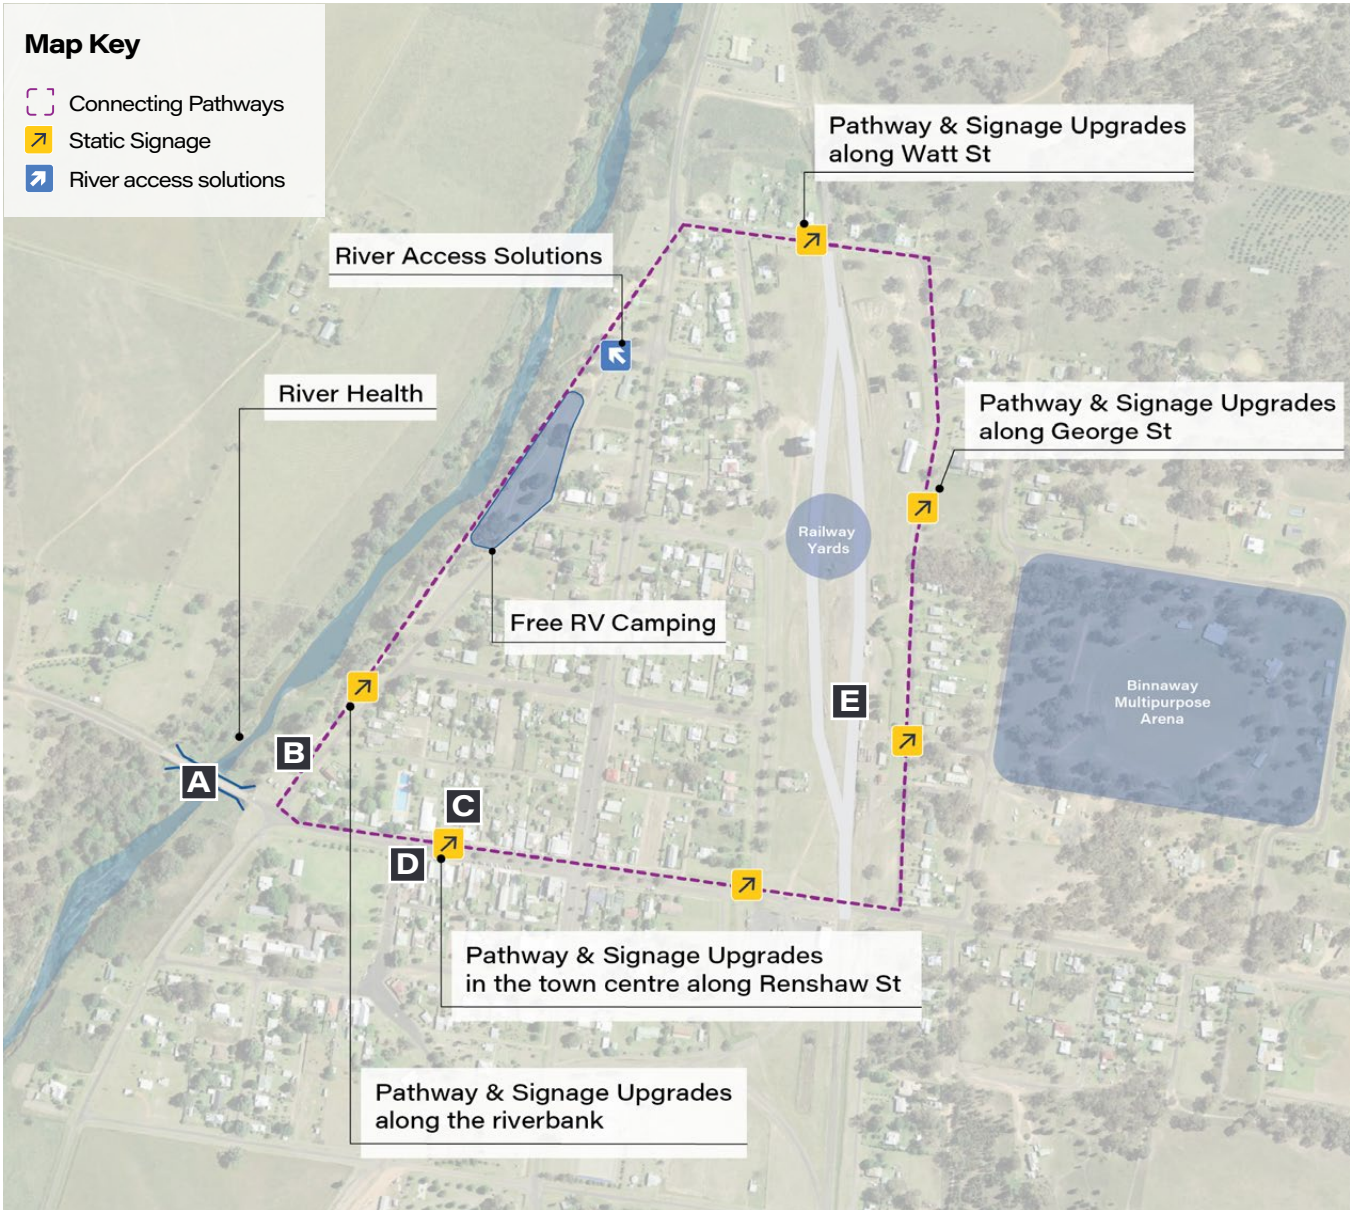 Map Key
Connecting Pathways
Static Signage
River access solutions
Pathway & Signage Upgrades
along Watt St
River Access Solutions
River Health
Pathway & Signage Upgrades
along George St
Railway
Yards
Free RV Camping
Binnaway
Multipurpose
Arena
E
B
A
C
D
Pathway & Signage Upgrades
in the town centre along Renshaw St
Pathway & Signage Upgrades
along the riverbank